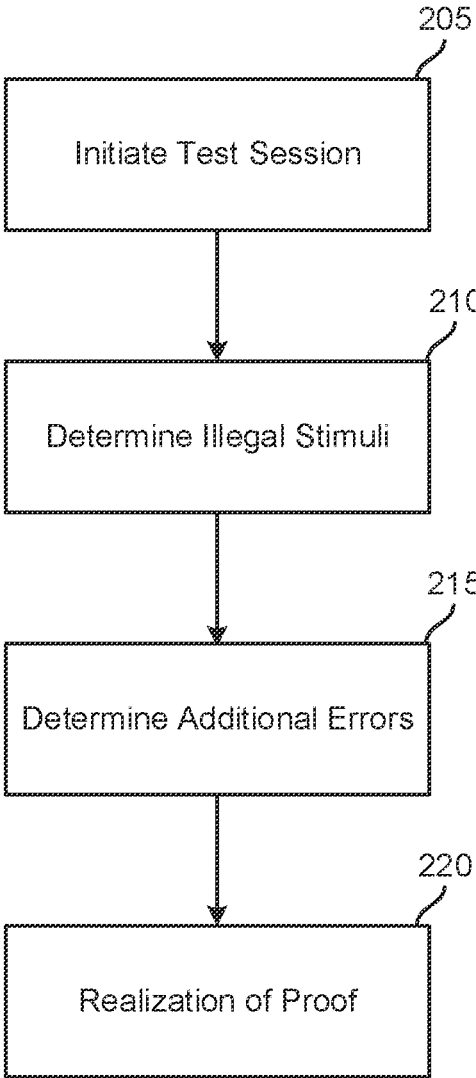 205
Initiate Test Session
210
Determine Illegal Stimuli
215
Determine Additional Errors
220
Realization of Proof